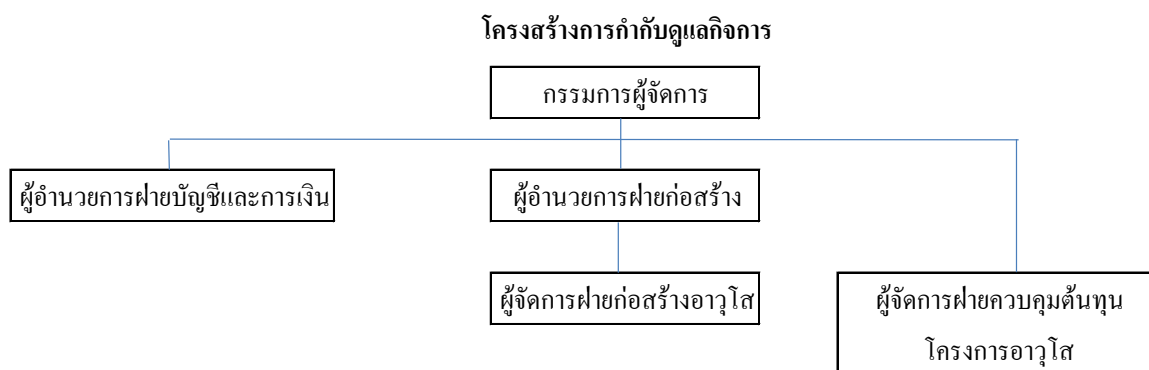 โครงสร้างการกำกับดูแลกิจการ
กรรมการผู้จัดการ
ผู้อำนวยการฝ่ายบัญชีและการเงิน
ผู้อำนวยการฝ่ายก่อสร้าง
ผู้จัดการฝ่ายก่อสร้างอาวุโส
ผู้จัดการฝ่ายควบคุมต้นทุน
โครงการอาวุโส